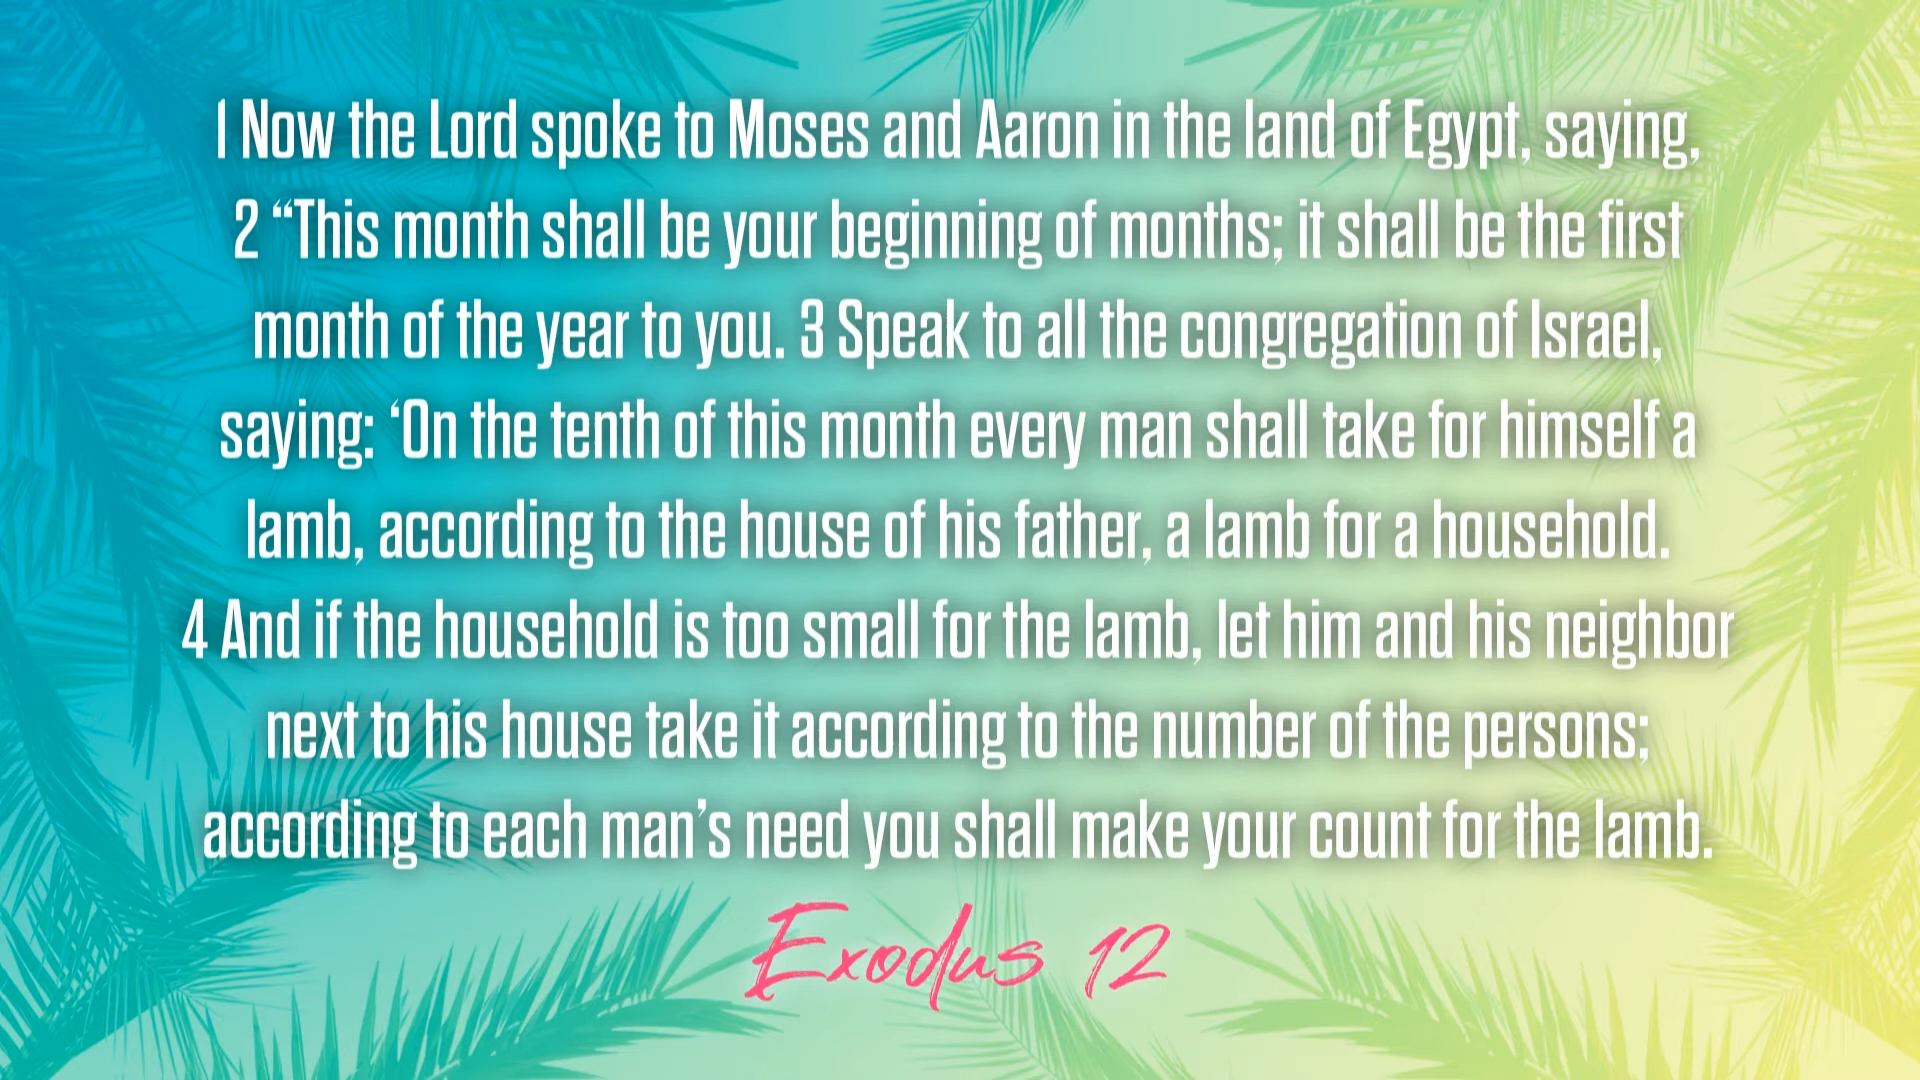 1 Now the Lord spoke to Moses and Aaron in the land of Egypt, saying,
2 “This month shall be your beginning of months; it shall be the first
month of the year to you. 3 Speak to all the congregation of Israel,
saying: ‘On the tenth of this month every man shall take for himself a
lamb, according to the house of his father, a lamb for a household.
4 And if the household is too small for the lamb, let him and his neighbor
next to his house take it according to the number of the persons;
according to each man’s need you shall make your count for the lamb.
Exodus 12